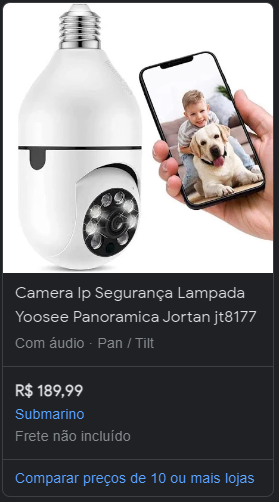 Camera Ip Segurança Lampada
Yoosee Panoramica Jortan jt8177
Com áudio · Pan / Tilt
R$ 189,99
Submarino
Frete não incluído
Comparar preços de 10 ou mais lojas